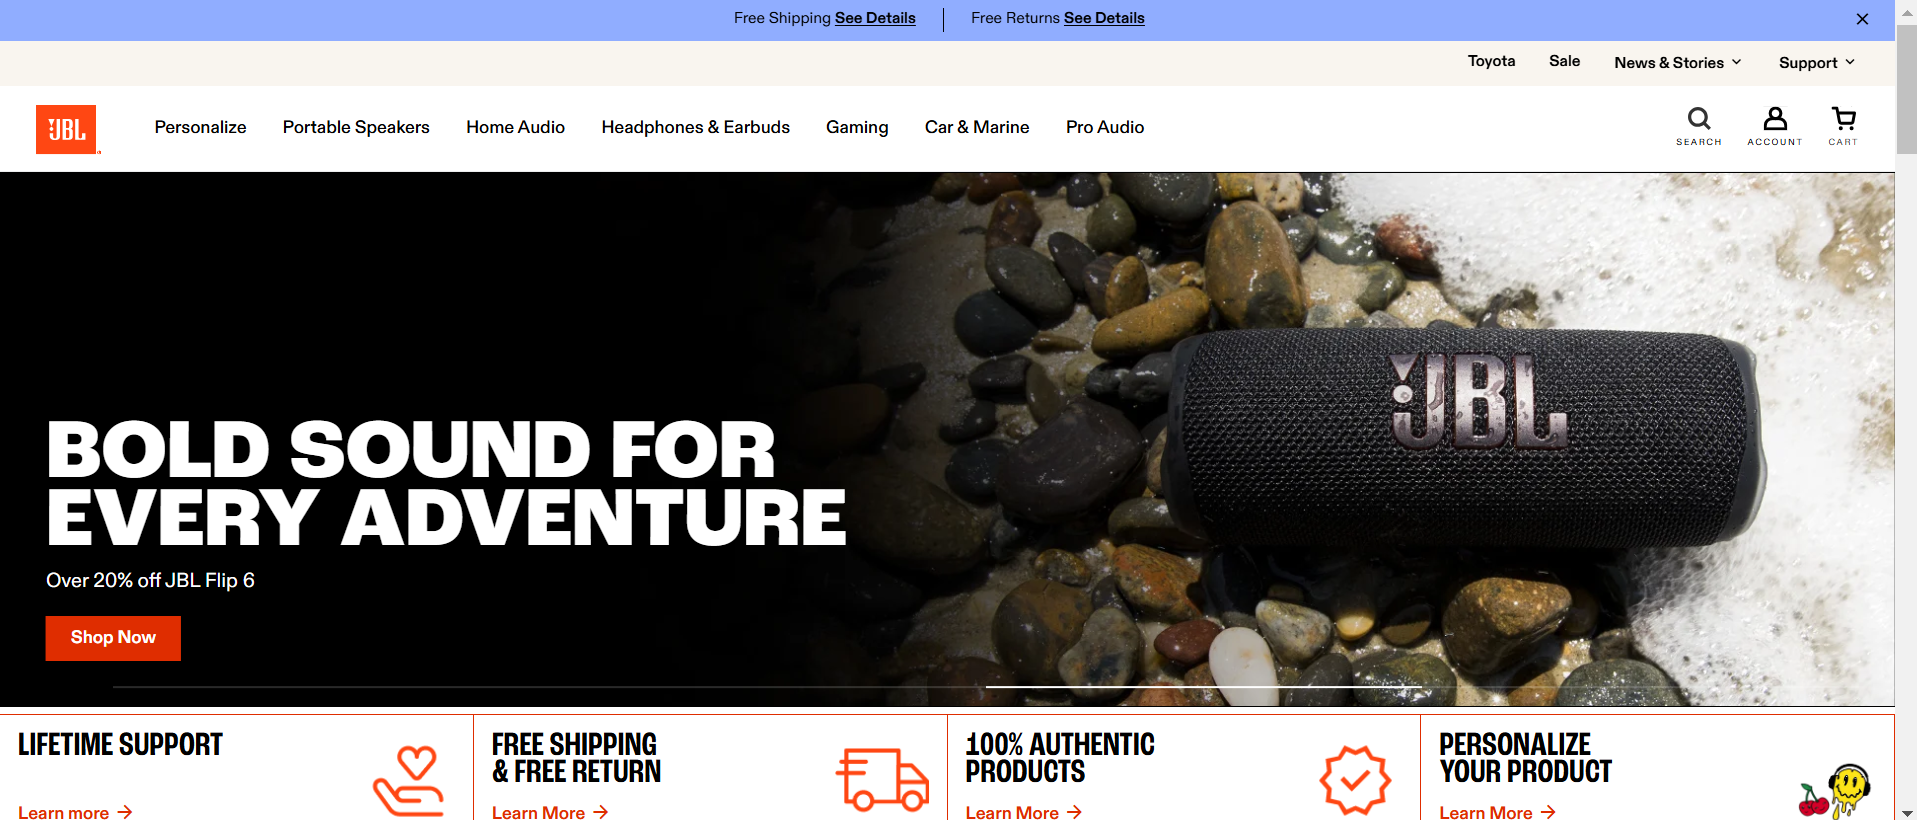 Free Shipping See Details
Free Returns See Details
Toyota
Sale
News & Stories
Support
JBL
Personalize
Portable Speakers
Home Audio
Headphones & Earbuds
Gaming
Car & Marine
Pro Audio
SEARCH
ACCOUNT
CART
JBL
BOLD SOUND FOR
EVERY ADVENTURE
Over 20% off JBL Flip 6
Shop Now
LIFETIME SUPPORT
Learn more
FREE SHIPPING
& FREE RETURN
Learn More
100% AUTHENTIC
PRODUCTS
Learn More
PERSONALIZE
YOUR PRODUCT
Learn More